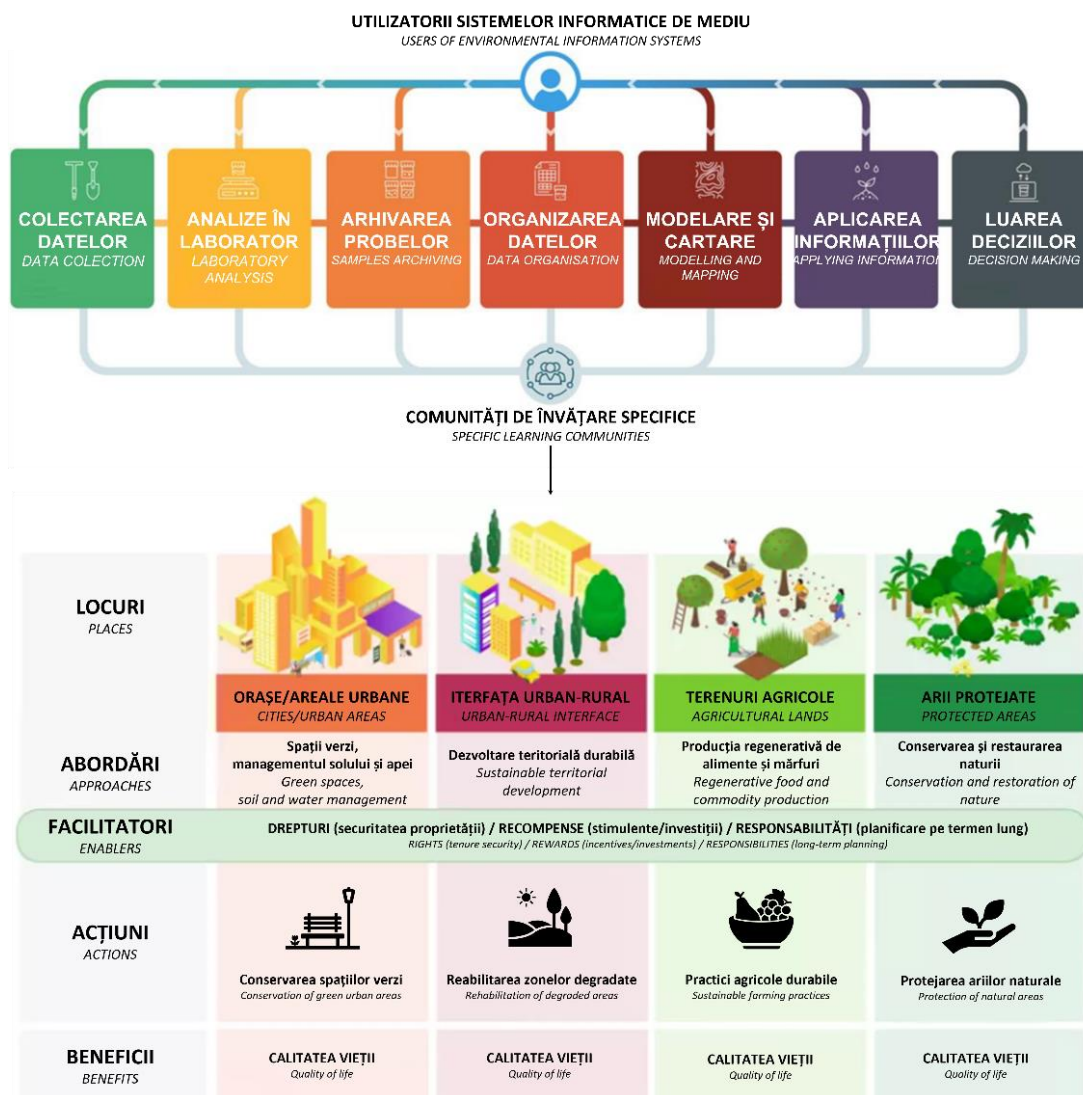 UTILIZATORII SISTEMELOR INFORMATICE DE MEDIU
USERS OF ENVIRONMENTAL INFORMATION SYSTEMS
COLECTAREA
DATELOR
DATA COLECTION
ANALIZE ÎN
LABORATOR
LABORATORY
ANALYSIS
ARHIVAREA
PROBELOR
SAMPLES ARCHIVING
ORGANIZAREA
DATELOR
DATA ORGANISATION
MODELARE ȘI
CARTARE
MODELLING AND
MAPPING
APLICAREA
INFORMAȚIILOR
APPLYING INFORMATION
LUAREA
DECIZIILOR
DECISION MAKING
COMUNITĂȚI DE ÎNVĂȚARE SPECIFICE
SPECIFIC LEARNING COMMUNITIES
LOCURI
PLACES
ORAȘE/AREALE URBANE
CITIES/URBAN AREAS
ITERFAȚA URBAN-RURAL
URBAN-RURAL INTERFACE
TERENURI AGRICOLE
AGRICULTURAL LANDS
ARII PROTEJATE
PROTECTED AREAS
ABORDĂRI
APPROACHES
Spații verzi,
managementul solului și apei
Green spaces,
soil and water management
Dezvoltare teritorială durabilă
Sustainable territorial
development
Producția regenerativă de
alimente și mărfuri
Regenerative food and
commodity production
Conservarea și restaurarea
naturii
Conservation and restoration of
nature
FACILITATORI
ENABLERS
DREPTURI (securitatea proprietății) / RECOMPENSE (stimulente/investiții) / RESPONSABILITĂȚI (planificare pe termen lung)
RIGHTS (tenure security) / REWARDS (incentives/investments) / RESPONSIBILITIES (long-term planning)
ACȚIUNI
ACTIONS
Conservarea spațiilor verzi
Conservation of green urban areas
Reabilitarea zonelor degradate
Rehabilitation of degraded areas
Practici agricole durabile
Sustainable farming practices
Protejarea ariilor naturale
Protection of natural areas
BENEFICII
BENEFITS
CALITATEA VIEȚII
Quality of life
CALITATEA VIEȚII
Quality of life
CALITATEA VIEȚII
Quality of life
CALITATEA VIEȚII
Quality of life